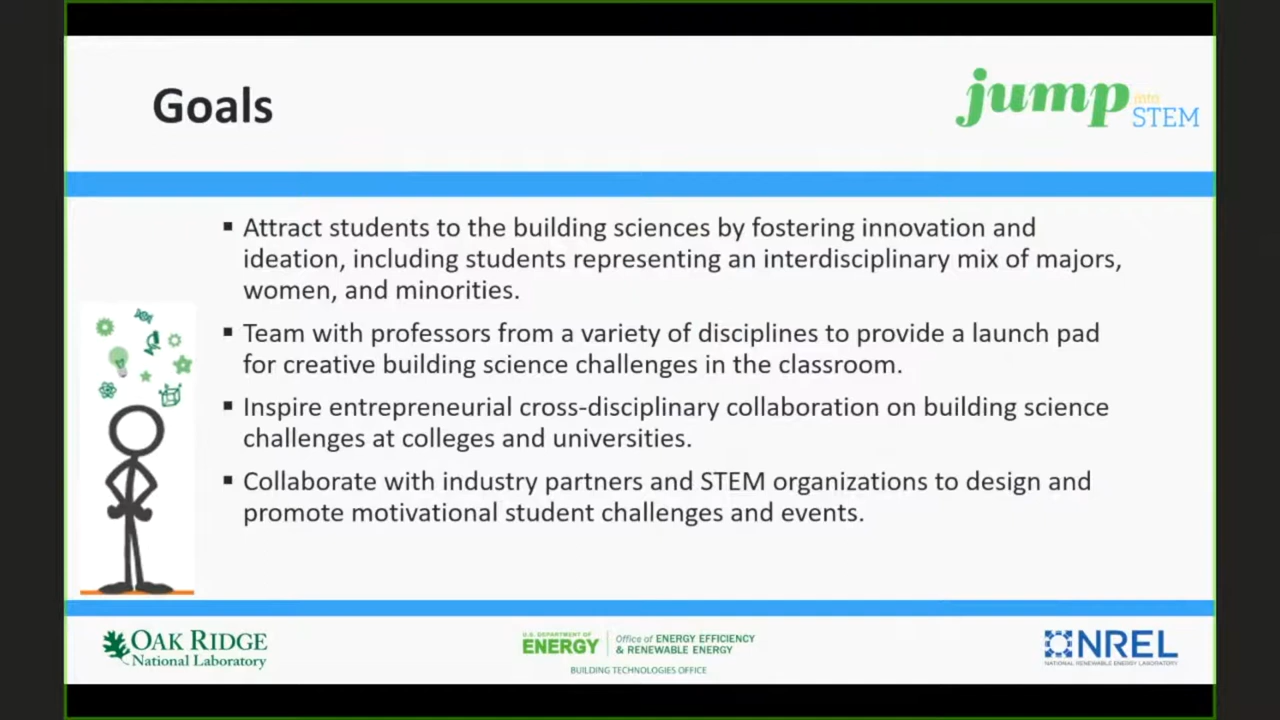 Goals
jump into STEM
▪ Attract students to the building sciences by fostering innovation and
ideation, including students representing an interdisciplinary mix of majors,
women, and minorities.
▪ Team with professors from a variety of disciplines to provide a launch pad
for creative building science challenges in the classroom.
▪ Inspire entrepreneurial cross-disciplinary collaboration on building science
challenges at colleges and universities.
▪ Collaborate with industry partners and STEM organizations to design and
promote motivational student challenges and events.
OAK RIDGE
National Laboratory
U.S. DEPARTMENT OF
ENERGY
Office of ENERGY EFFICIENCY
& RENEWABLE ENERGY
BUILDING TECHNOLOGIES OFFICE
NREL
NATIONAL RENEWABLE ENERGY LABORATORY